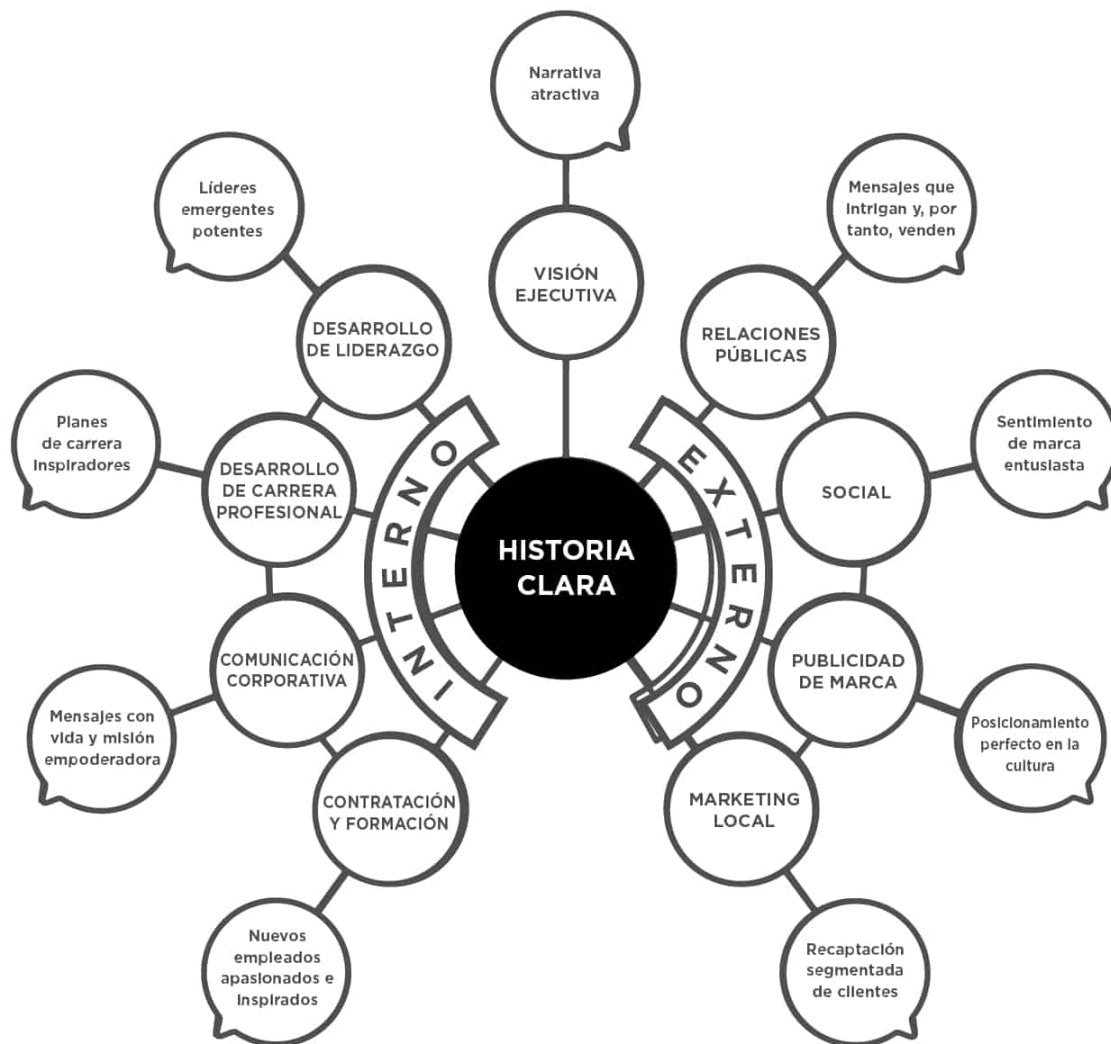 Narrativa
atractiva
VISIÓN
EJECUTIVA
Líderes
emergentes
potentes
DESARROLLO
DE LIDERAZGO
Planes
de carrera
inspiradores
DESARROLLO
DE CARRERA
PROFESIONAL
Mensajes con
vida y misión
empoderadora
COMUNICACIÓN
CORPORATIVA
Nuevos
empleados
apasionados e
inspirados
CONTRATACIÓN
Y FORMACIÓN
INTERNO
HISTORIA
CLARA
EXTERNO
Mensajes que
intrigan y, por
tanto, venden
RELACIONES
PÚBLICAS
Sentimiento
de marca
entusiasta
SOCIAL
Posicionamiento
perfecto en la
cultura
PUBLICIDAD
DE MARCA
Recaptación
segmentada
de clientes
MARKETING
LOCAL